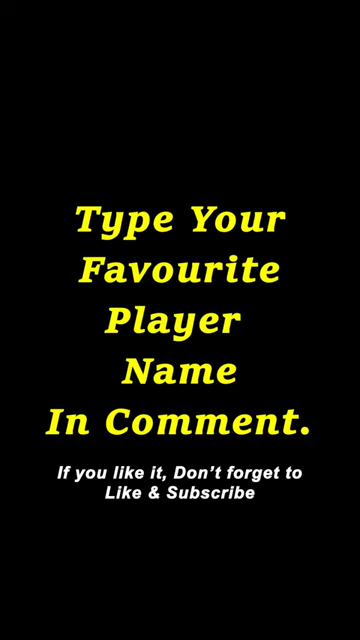 Type Your
Favourite
Player
Name
In Comment.
If you like it, Don't forget to
Like & Subscribe